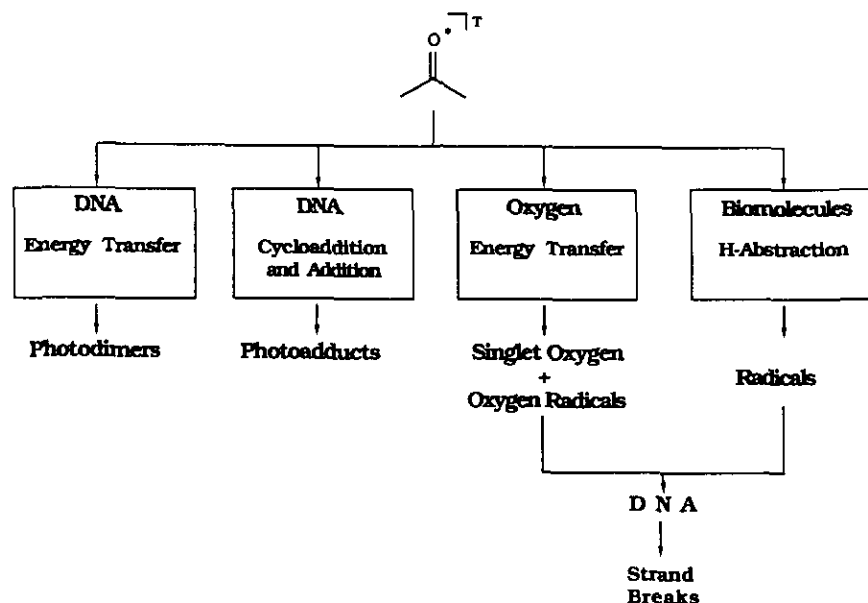 O* T
DNA
Energy Transfer
DNA
Cycloaddition
and Addition
Oxygen
Energy Transfer
Biomolecules
H-Abstraction
Photodimers
Photoadducts
Singlet Oxygen
+
Oxygen Radicals
Radicals
D N A
Strand
Breaks